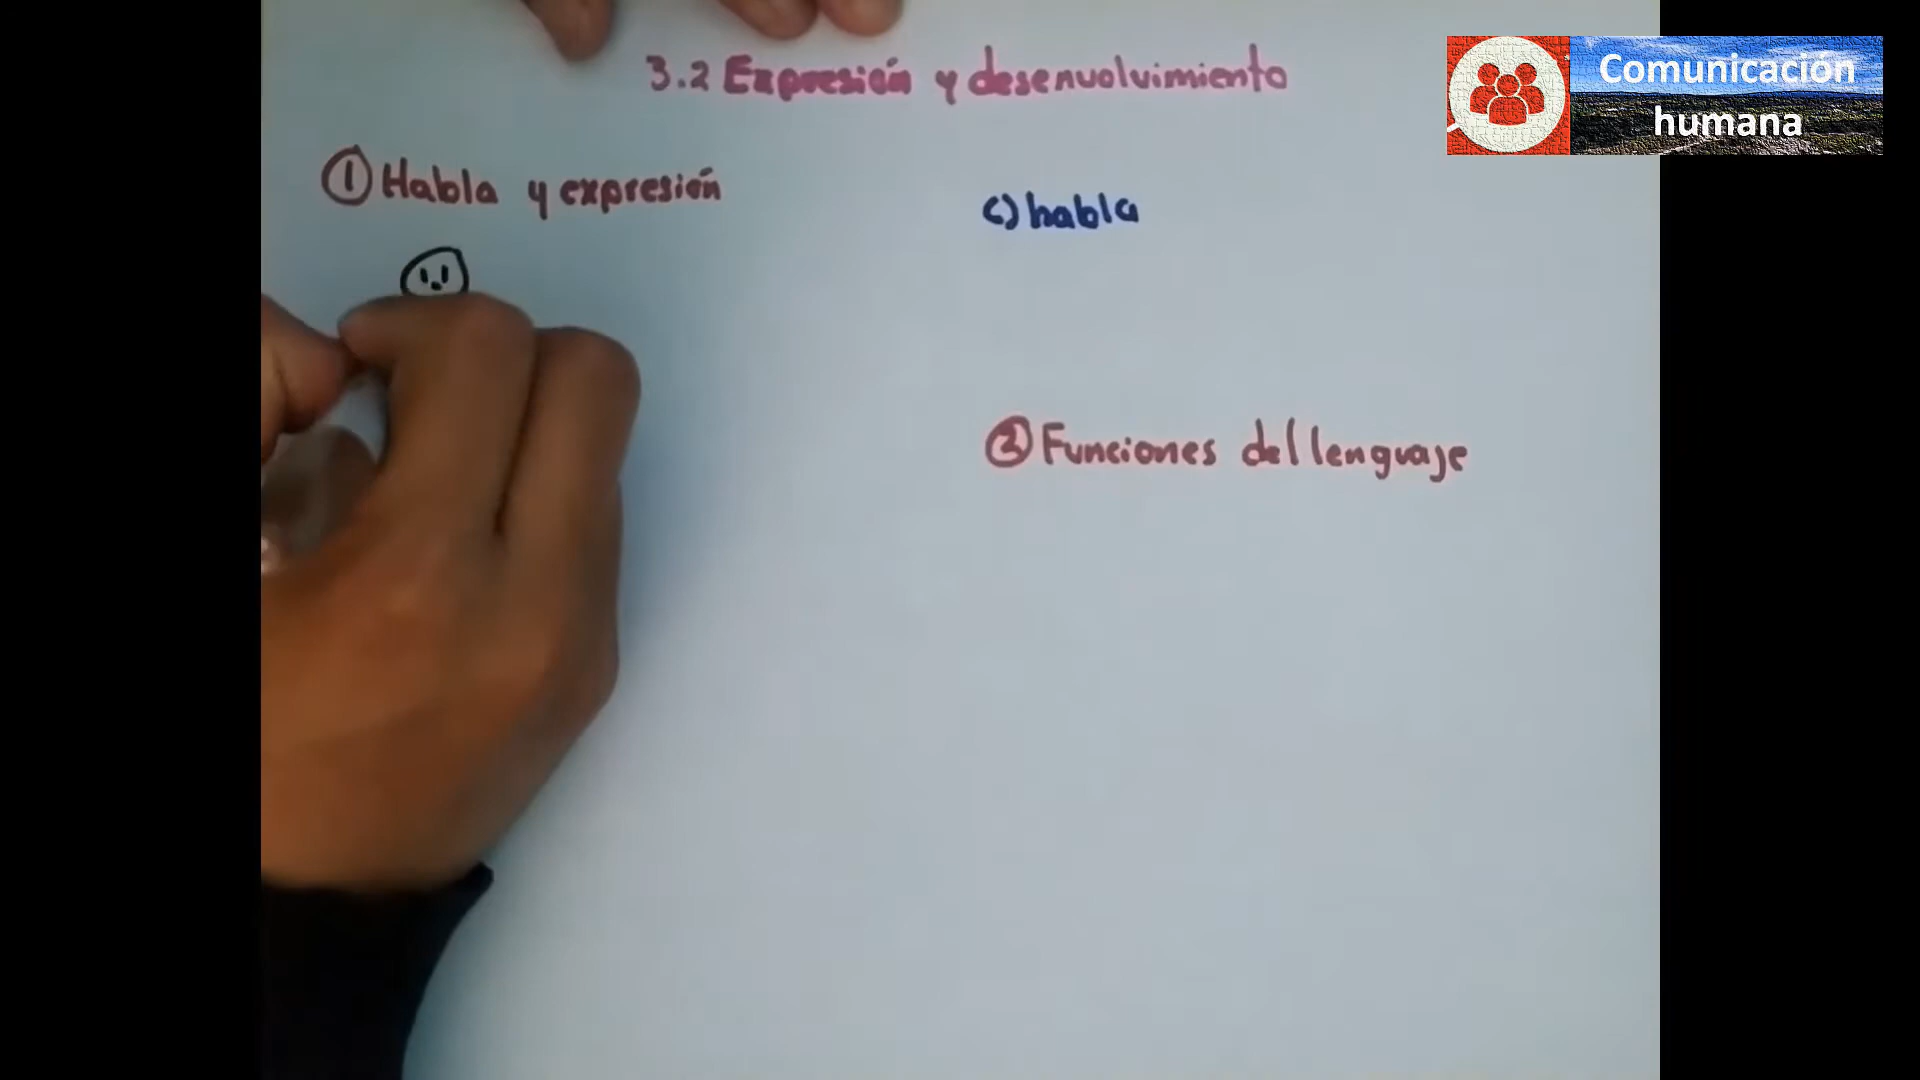 3.2 Expresión y desenvolvimiento
Comunicación
humana
① Habla y expresión
c) habla
② Funciones del lenguaje